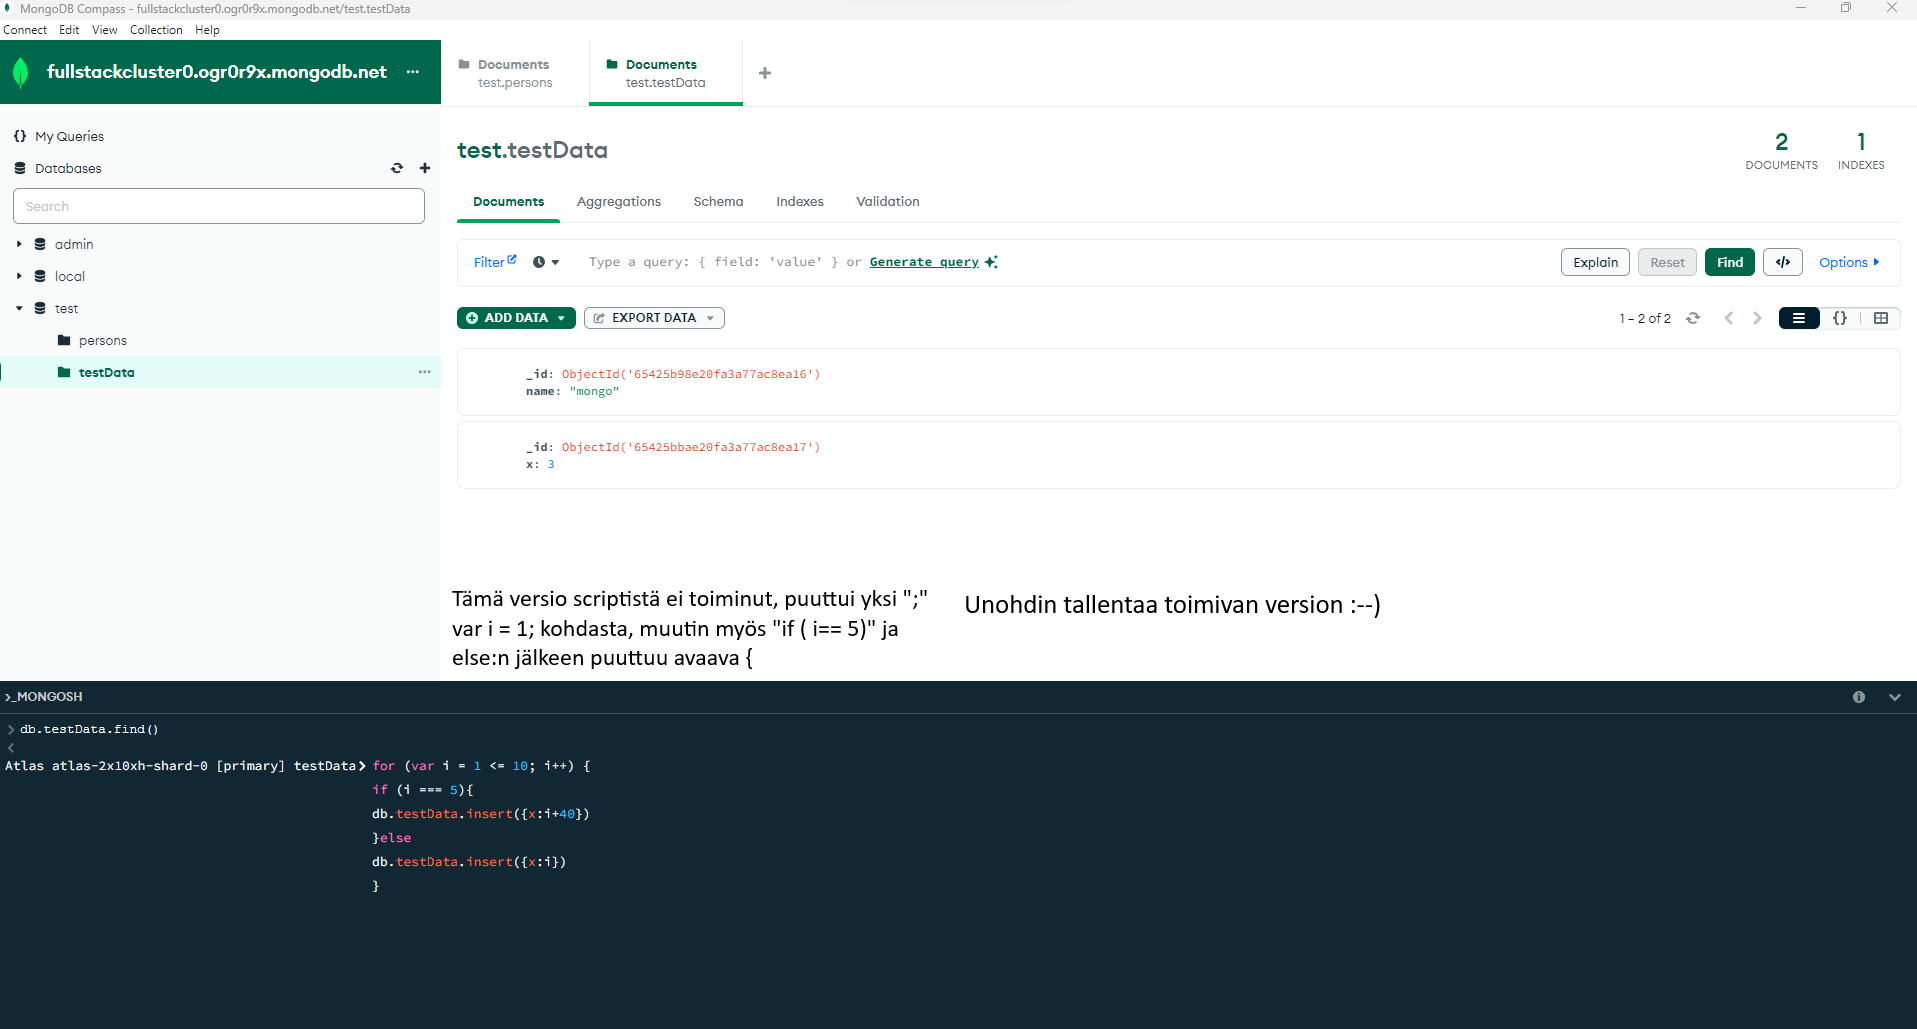 MongoDB Compass - fullstackcluster0.ogr0r9x.mongodb.net/test.testData
Connect Edit View Collection Help
fullstackcluster0.ogr0r9x.mongodb.net ...
My Queries
Databases
Search
admin
local
test
persons
testData
Documents
test.persons
Documents
test.testData
test.testData
2
DOCUMENTS
1
INDEXES
Documents Aggregations Schema Indexes Validation
Filter Type a query: { field: 'value' } or Generate query Explain Reset Find </> Options
ADD DATA EXPORT DATA 1 – 2 of 2 {}
_id: ObjectId('65425b98e20fa3a77ac8ea16')
name: "mongo"
_id: ObjectId('65425bbae20fa3a77ac8ea17')
x: 3
Tämä versio scriptistä ei toiminut, puuttui yksi ";"
var i = 1; kohdasta, muutin myös "if ( i== 5)" ja
else:n jälkeen puuttuu avaava {
Unohdin tallentaa toimivan version :--)
>_MONGOSH
> db.testData.find()
<
Atlas atlas-2x10xh-shard-0 [primary] testData> for (var i = 1 <= 10; i++) {
if (i === 5){
db.testData.insert({x:i+40})
}else
db.testData.insert({x:i})
}